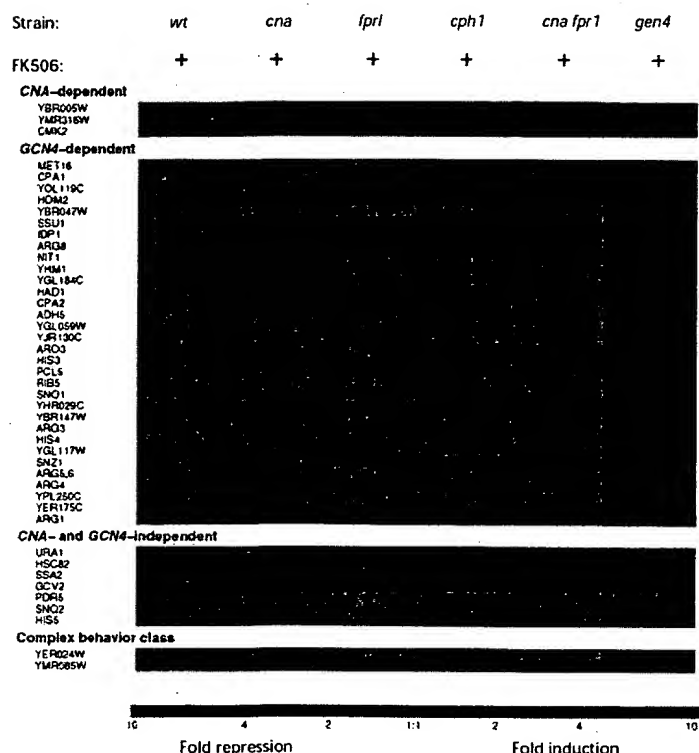 Strain: wt cna fprl cph1 cna fpr1 gen4
FK506: + + + + + +
CNA-dependent
YBR005W
YMR316W
CMK2
GCN4-dependent
MET16
CPA1
YOL119C
HOM2
YBR047W
SSU1
IDP1
ARG8
NIT1
YHM1
YGL184C
HAD1
CPA2
ADH5
YGL059W
YJR130C
ARO3
HIS3
PCL5
RIB5
SNO1
YHR029C
YBR147W
ARG3
HIS4
YGL117W
SNZ1
ARG5,6
ARG4
YPL250C
YER175C
ARG1
CNA- and GCN4-independent
URA1
HSC82
SSA2
GCV2
PDR5
SNQ2
HIS5
Complex behavior class
YER024W
YMR085W
10 4 2 1:1 2 4 10
Fold repression Fold induction